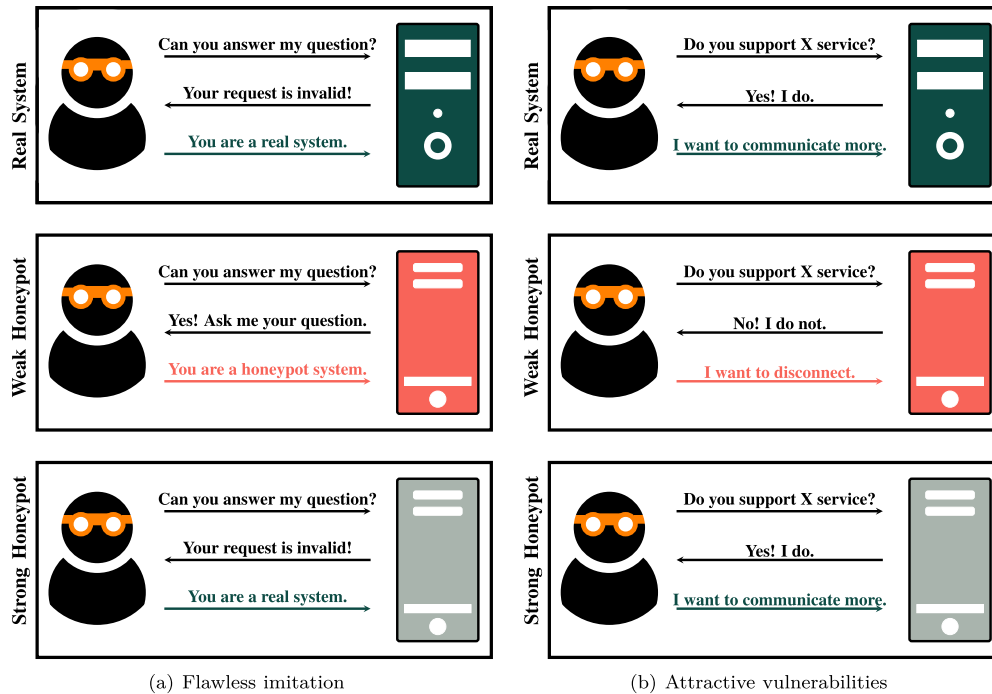 Real System
Can you answer my question?
Your request is invalid!
You are a real system.
Real System
Do you support X service?
Yes! I do.
I want to communicate more.
Weak Honeypot
Can you answer my question?
Yes! Ask me your question.
You are a honeypot system.
Weak Honeypot
Do you support X service?
No! I do not.
I want to disconnect.
Strong Honeypot
Can you answer my question?
Your request is invalid!
You are a real system.
Strong Honeypot
Do you support X service?
Yes! I do.
I want to communicate more.
(a) Flawless imitation
(b) Attractive vulnerabilities